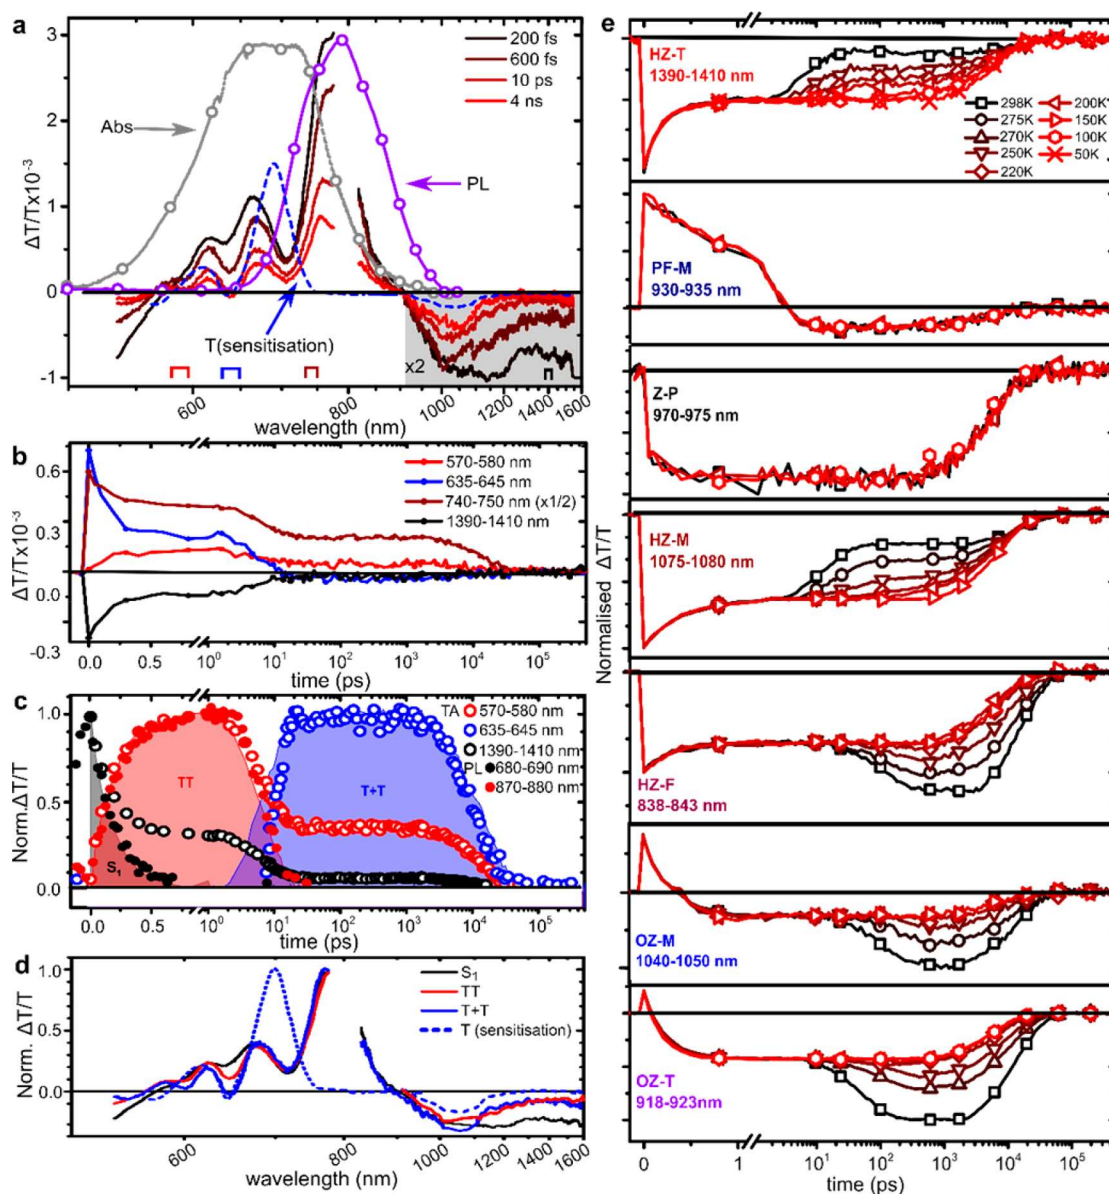 a
3
2
1
0
-1
ΔT/Tx10⁻³
200 fs
600 fs
10 ps
4 ns
Abs
PL
T(sensitisation)
x2
600
800
1000
1200
1400
1600
wavelength (nm)
b
0.6
0.3
0.0
-0.3
ΔT/Tx10⁻³
570-580 nm
635-645 nm
740-750 nm (x1/2)
1390-1410 nm
0.0
0.5
10⁰
10¹
10²
10³
10⁴
10⁵
time (ps)
c
1.0
0.5
0.0
Norm.ΔT/T
TA
570-580 nm
635-645 nm
1390-1410 nm
PL
680-690 nm
870-880 nm
TT
T+T
S₁
0.0
0.5
10⁰
10¹
10²
10³
10⁴
10⁵
time (ps)
d
1.0
0.5
0.0
Norm. ΔT/T
S₁
TT
T+T
T (sensitisation)
600
800
1000
1200
1400
1600
wavelength (nm)
e
HZ-T
1390-1410 nm
298K
275K
270K
250K
220K
200K
150K
100K
50K
PF-M
930-935 nm
Z-P
970-975 nm
HZ-M
1075-1080 nm
HZ-F
838-843 nm
OZ-M
1040-1050 nm
OZ-T
918-923nm
Normalised ΔT/T
0
1
10¹
10²
10³
10⁴
10⁵
time (ps)